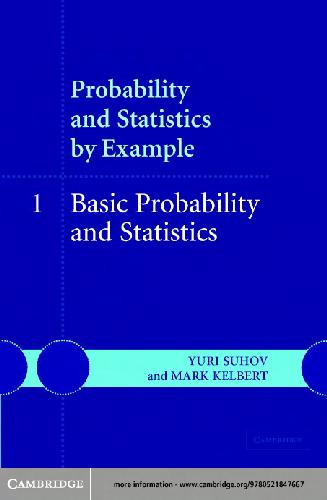 Probability
and Statistics
by Example
1 Basic Probability
and Statistics
YURI SUHOV
and MARK KELBERT
CAMBRIDGE
CAMBRIDGE more information - www.cambridge.org/9780521847667